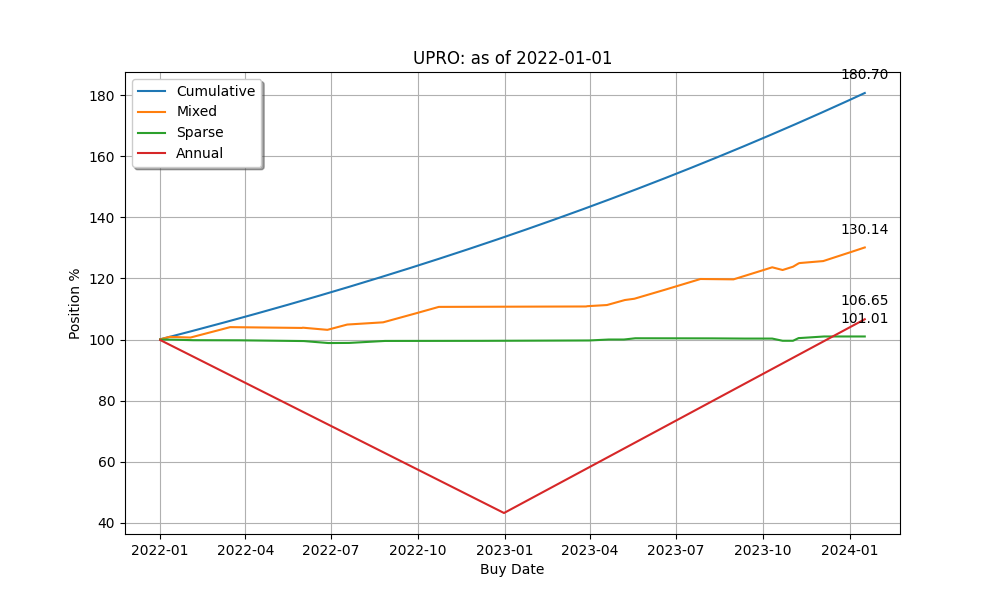 UPRO: as of 2022-01-01
180.70
Cumulative
Mixed
Sparse
Annual
130.14
106.65
101.01
180
160
140
120
100
80
60
40
Position %
2022-01 2022-04 2022-07 2022-10 2023-01 2023-04 2023-07 2023-10 2024-01
Buy Date